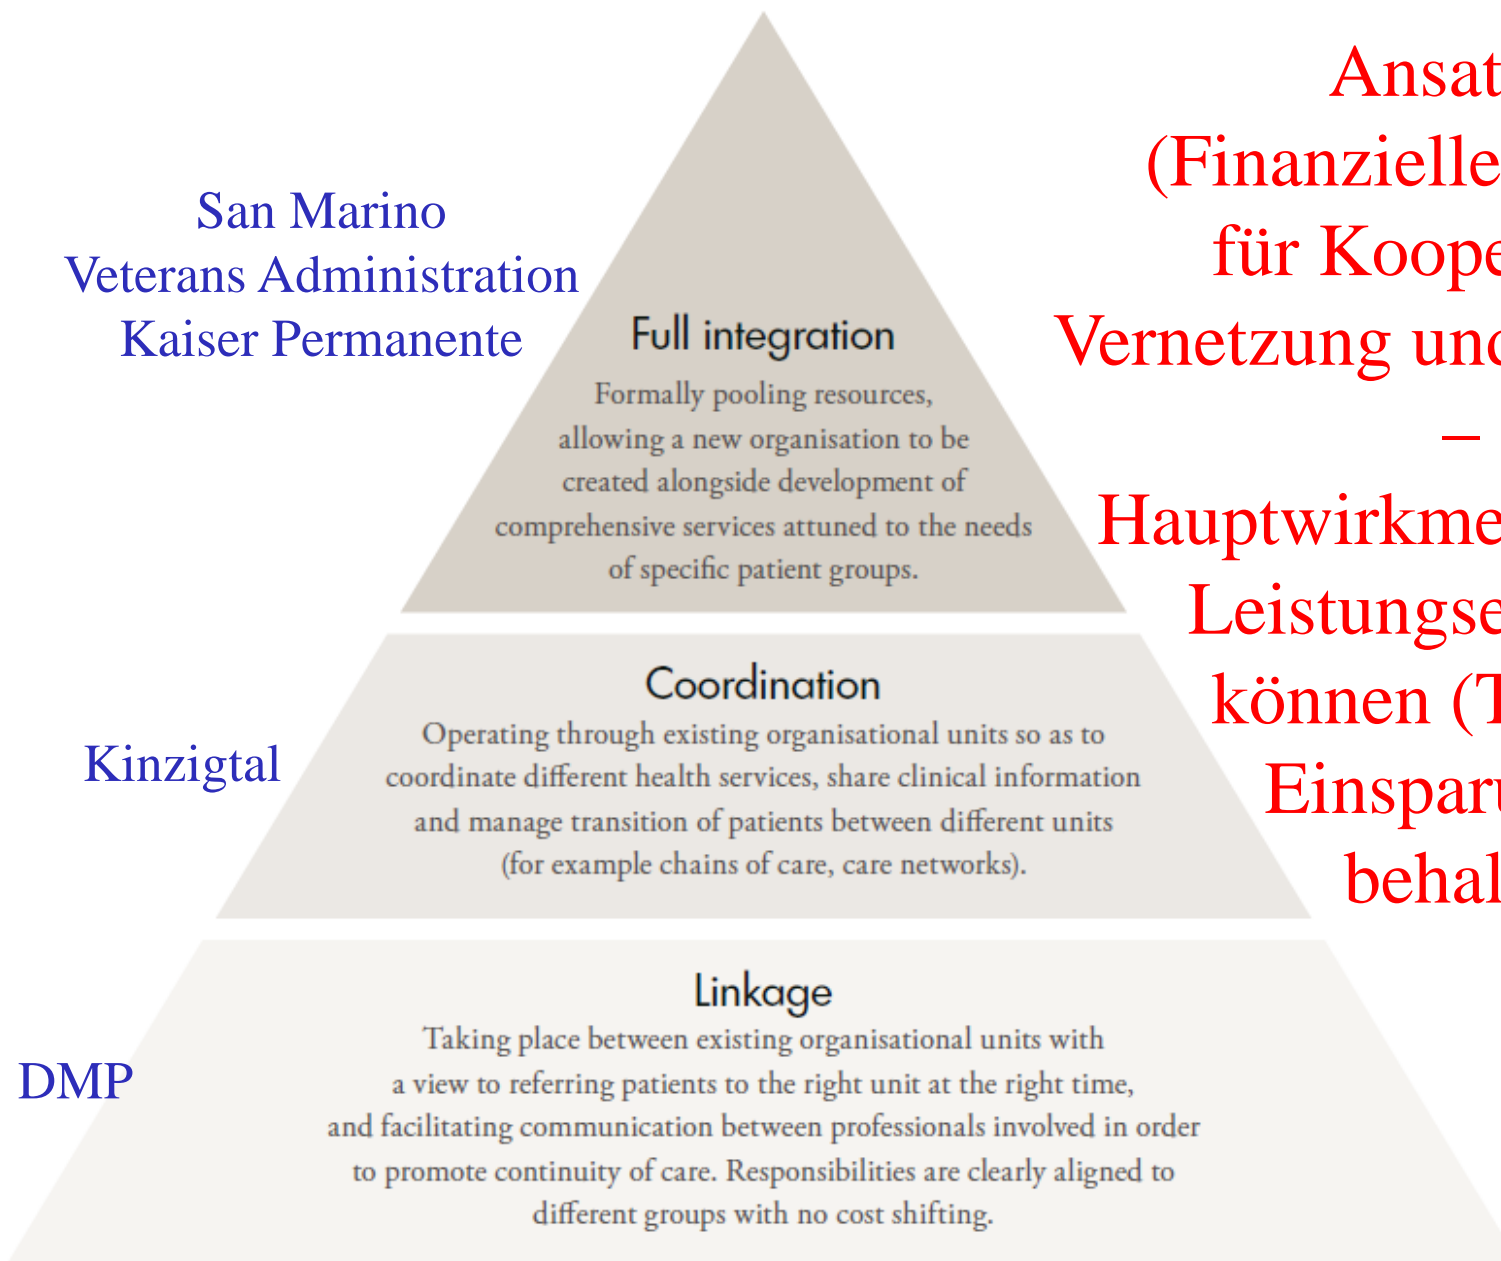 San Marino
Veterans Administration
Kaiser Permanente
Full integration
Formally pooling resources,
allowing a new organisation to be
created alongside development of
comprehensive services attuned to the needs
of specific patient groups.
Kinzigtal
Coordination
Operating through existing organisational units so as to
coordinate different health services, share clinical information
and manage transition of patients between different units
(for example chains of care, care networks).
DMP
Linkage
Taking place between existing organisational units with
a view to referring patients to the right unit at the right time,
and facilitating communication between professionals involved in order
to promote continuity of care. Responsibilities are clearly aligned to
different groups with no cost shifting.
Ansat
(Finanzielle
für Koope
Vernetzung und
–
Hauptwirkme
Leistungse
können (T
Einsparu
behal